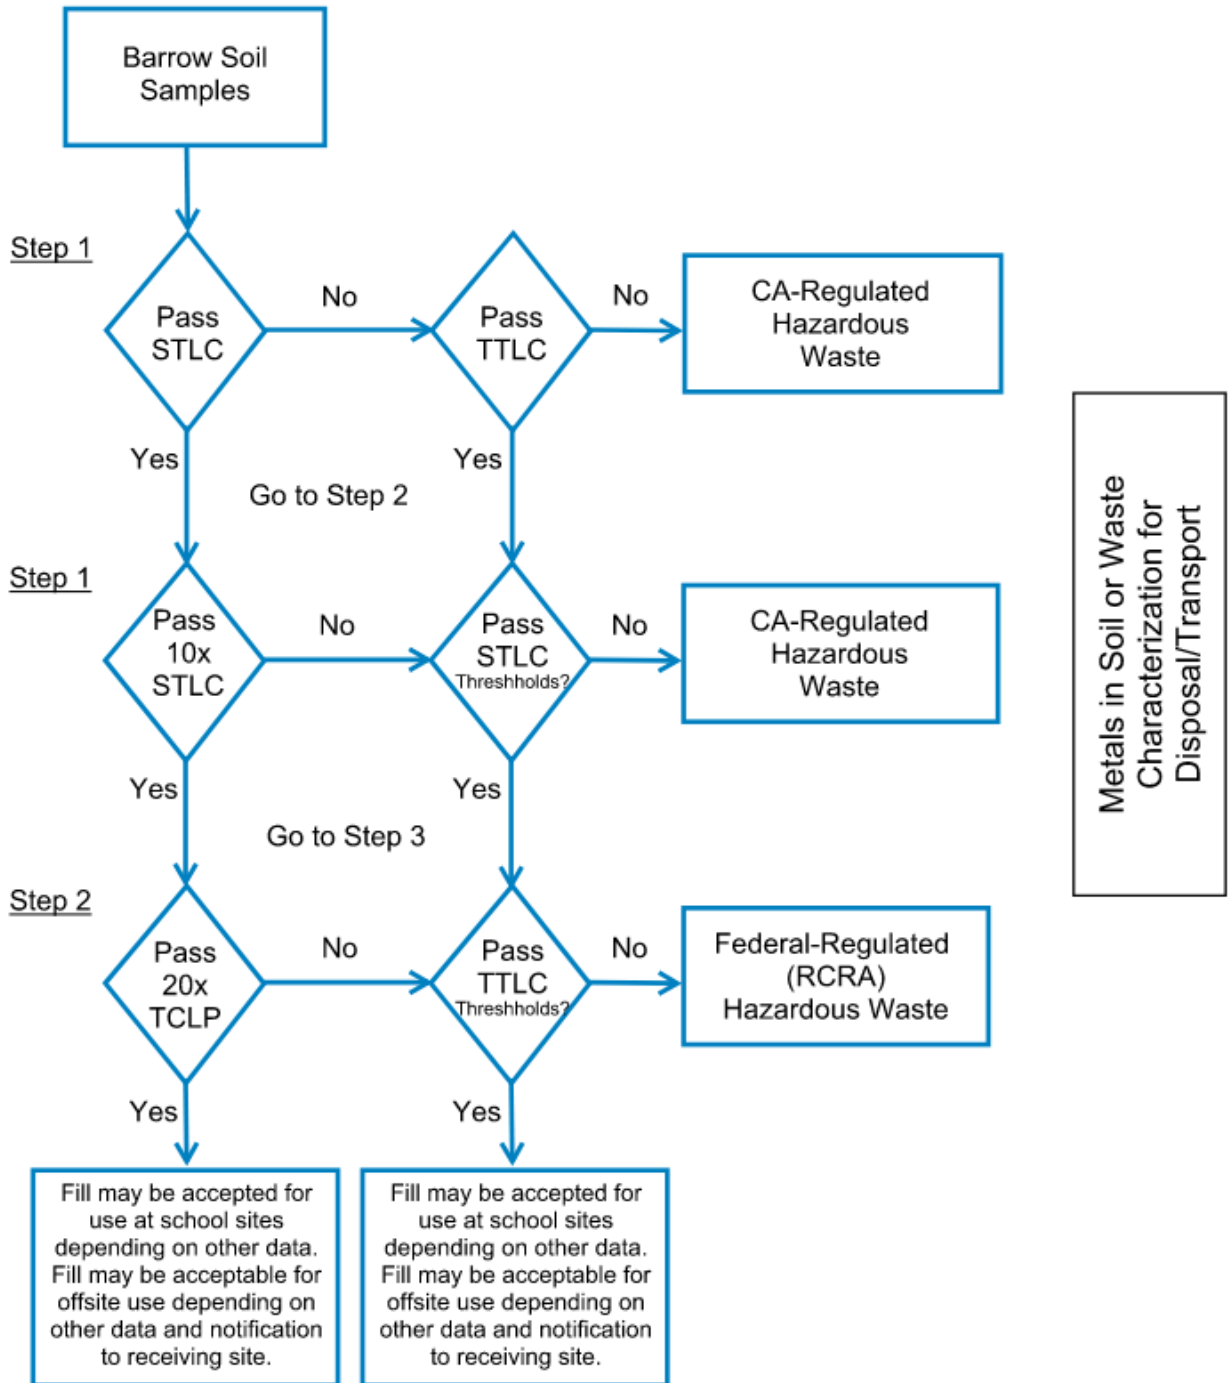 Barrow Soil
Samples
Step 1
Pass
STLC
No
Pass
TTLC
No
CA-Regulated
Hazardous
Waste
Yes
Yes
Go to Step 2
Step 1
Pass
10x
STLC
No
Pass
STLC
Threshholds?
No
CA-Regulated
Hazardous
Waste
Yes
Yes
Go to Step 3
Step 2
Pass
20x
TCLP
No
Pass
TTLC
Threshholds?
No
Federal-Regulated
(RCRA)
Hazardous Waste
Yes
Yes
Fill may be accepted for
use at school sites
depending on other data.
Fill may be acceptable for
offsite use depending on
other data and notification
to receiving site.
Fill may be accepted for
use at school sites
depending on other data.
Fill may be acceptable for
offsite use depending on
other data and notification
to receiving site.
Metals in Soil or Waste
Characterization for
Disposal/Transport